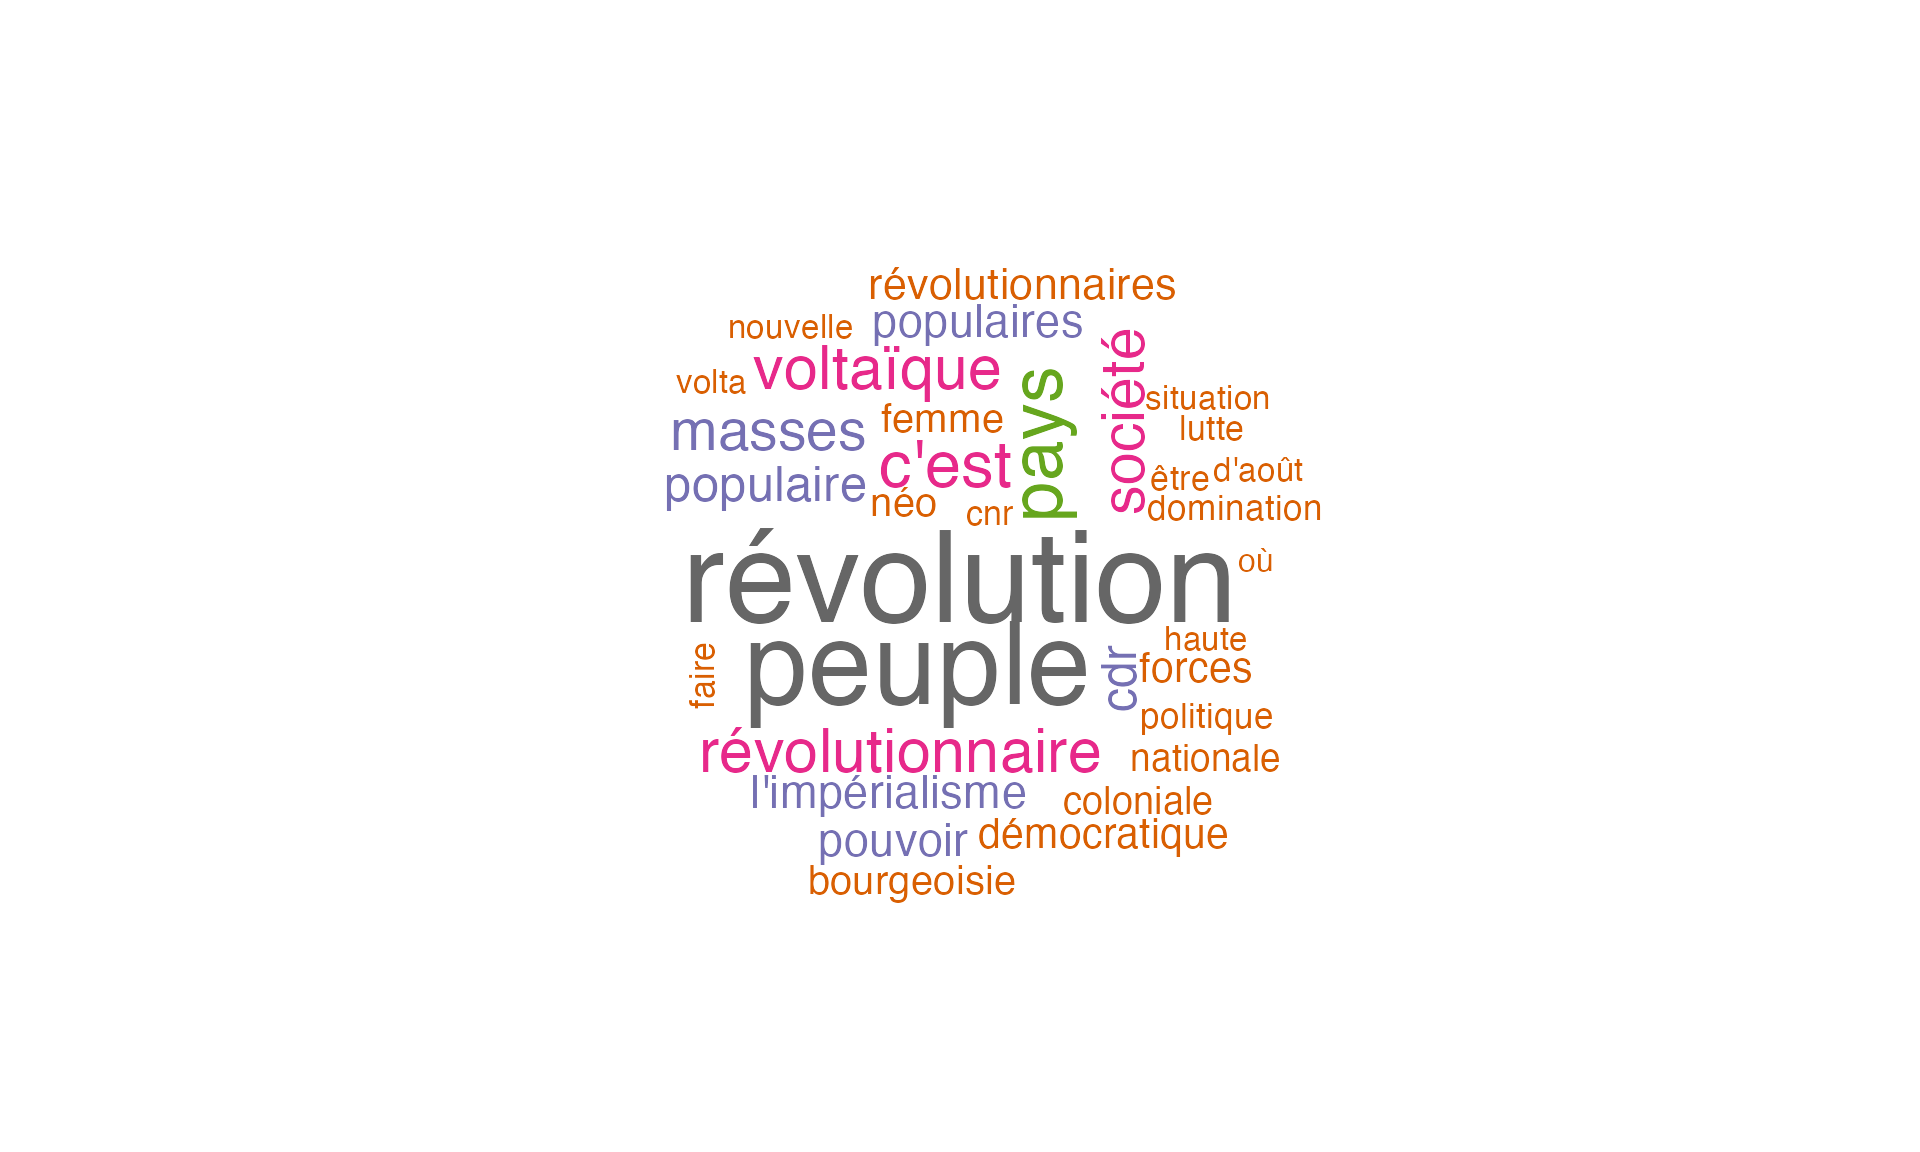 révolutionnaires
nouvelle
populaires
société
voltaïque
pays
volta
situation
masses
femme
lutte
c'est
populaire
être
d'août
néo
cnr
domination
révolution
où
peuple
haute
faire
cdr
forces
politique
révolutionnaire
nationale
l'impérialisme
coloniale
pouvoir
démocratique
bourgeoisie